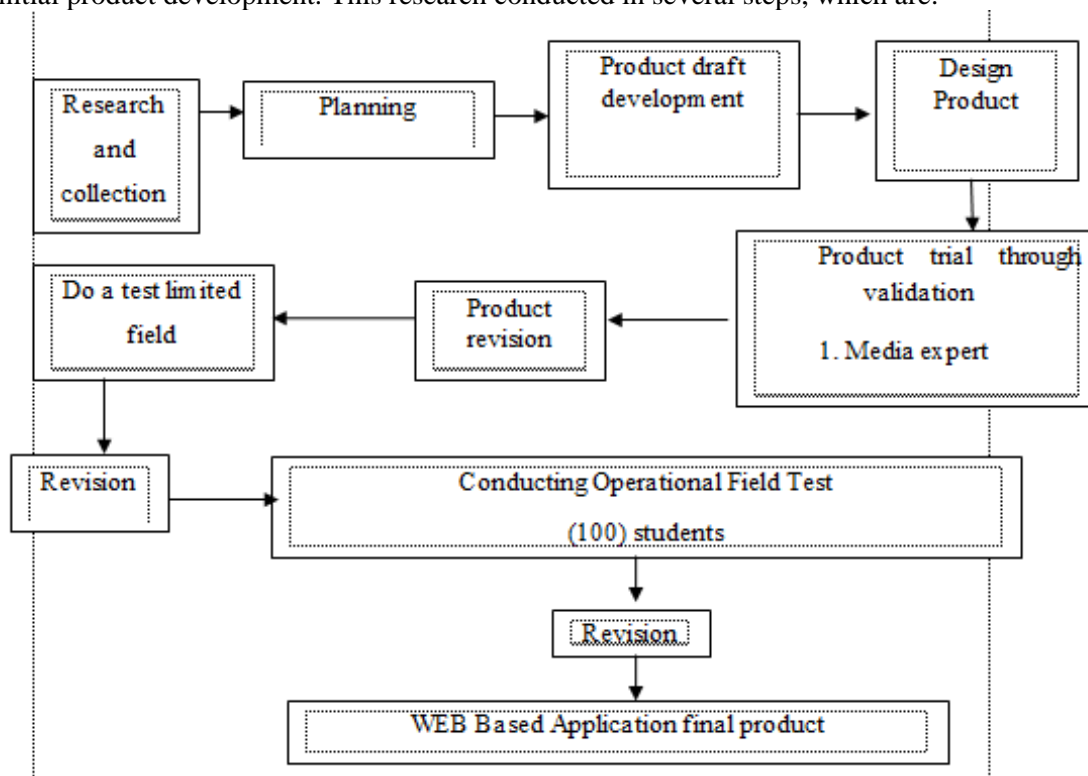 initial product development. This research conducted in several steps, which are:
Research
and
collection
Planning
Product draft
development
Design
Product
Product trial through
validation
1. Media expert
Product
revision
Do a test limited
field
Revision
Conducting Operational Field Test
(100) students
Revision
WEB Based Application final product